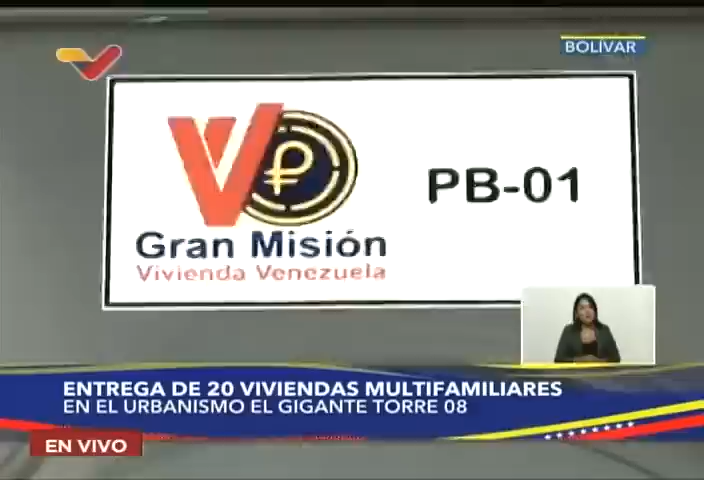 BOLÍVAR
PB-01
Gran Misión
Vivienda Venezuela
ENTREGA DE 20 VIVIENDAS MULTIFAMILIARES
EN EL URBANISMO EL GIGANTE TORRE 08
EN VIVO